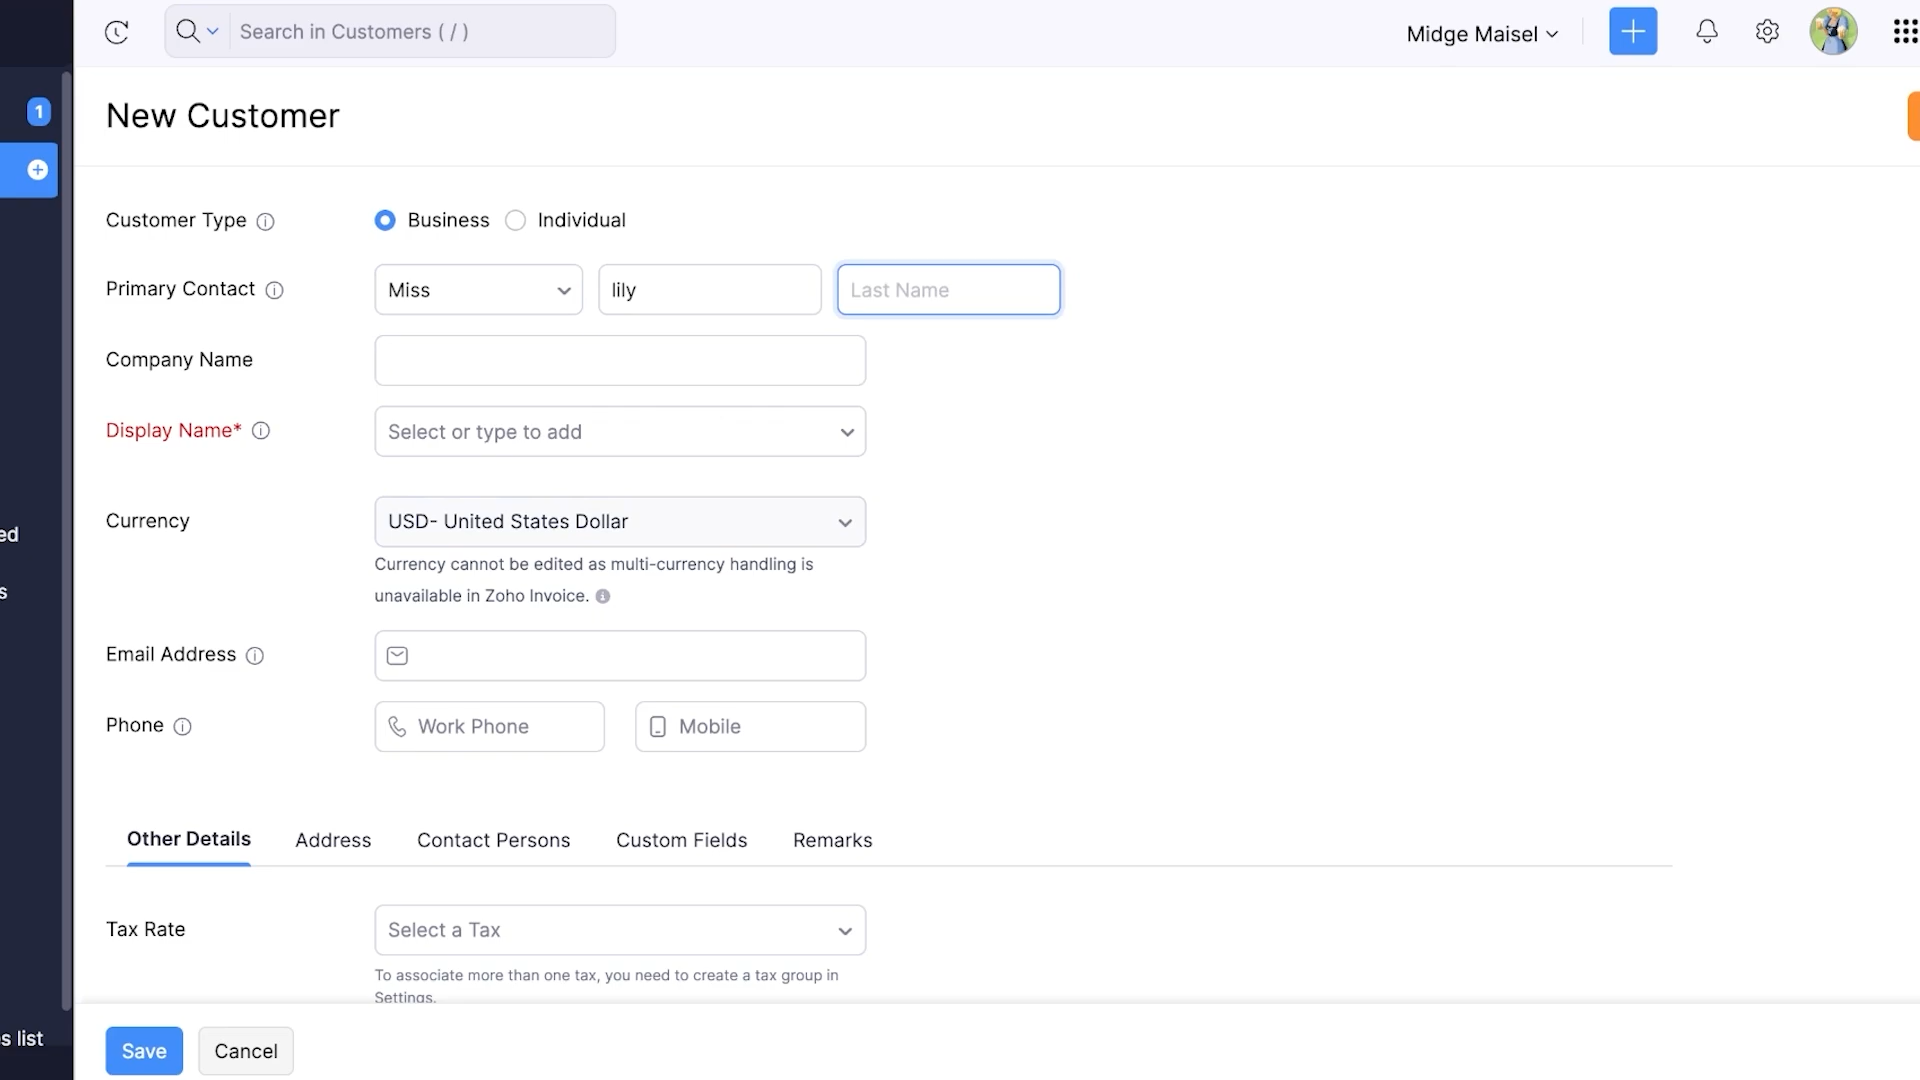 Search in Customers ( / )
Midge Maisel
1
New Customer
Customer Type
Business
Individual
Primary Contact
Miss
lily
Last Name
Company Name
Display Name*
Select or type to add
Currency
USD- United States Dollar
Currency cannot be edited as multi-currency handling is
unavailable in Zoho Invoice.
ed
s
Email Address
Phone
Work Phone
Mobile
Other Details
Address
Contact Persons
Custom Fields
Remarks
Tax Rate
Select a Tax
To associate more than one tax, you need to create a tax group in
Settings.
s list
Save
Cancel